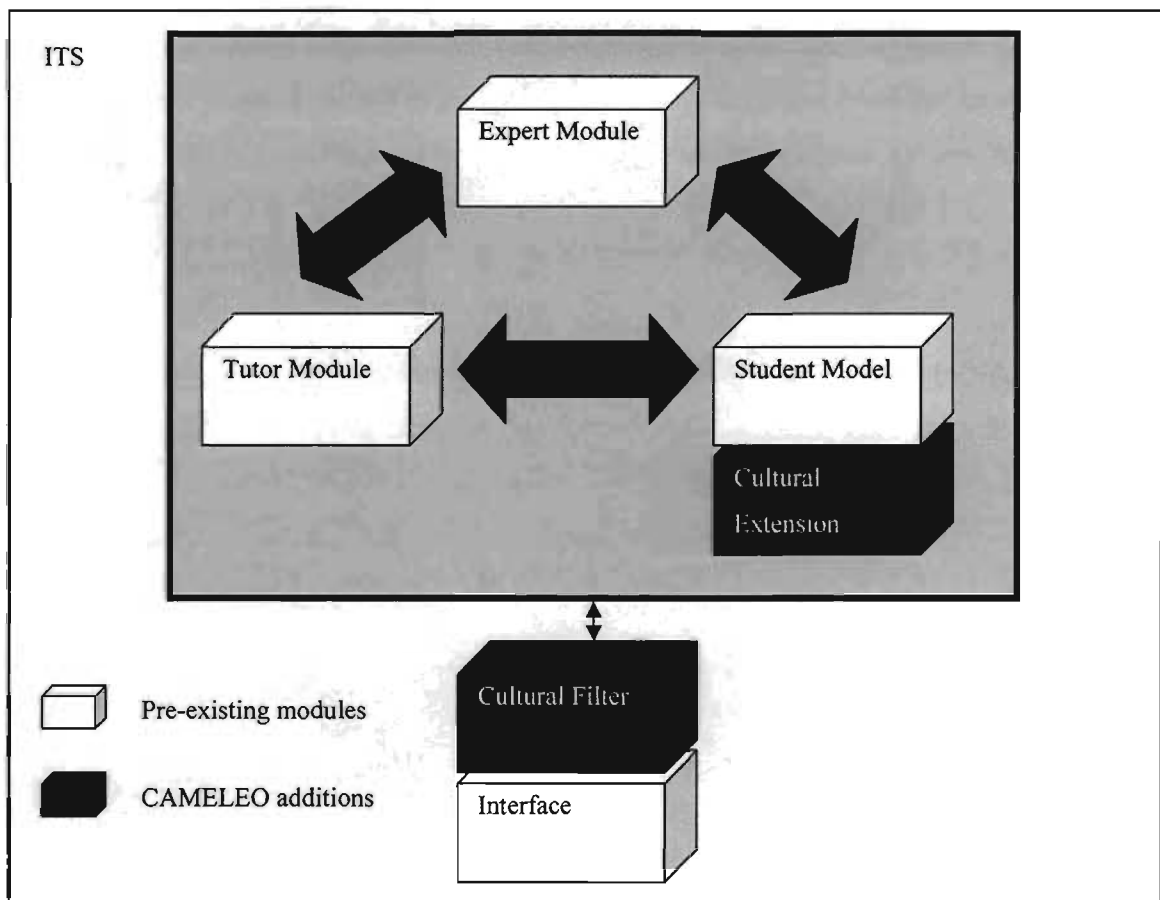 ITS
Expert Module
Tutor Module
Student Model
Cultural
Extension
Cultural Filter
Pre-existing modules
CAMELEO additions
Interface